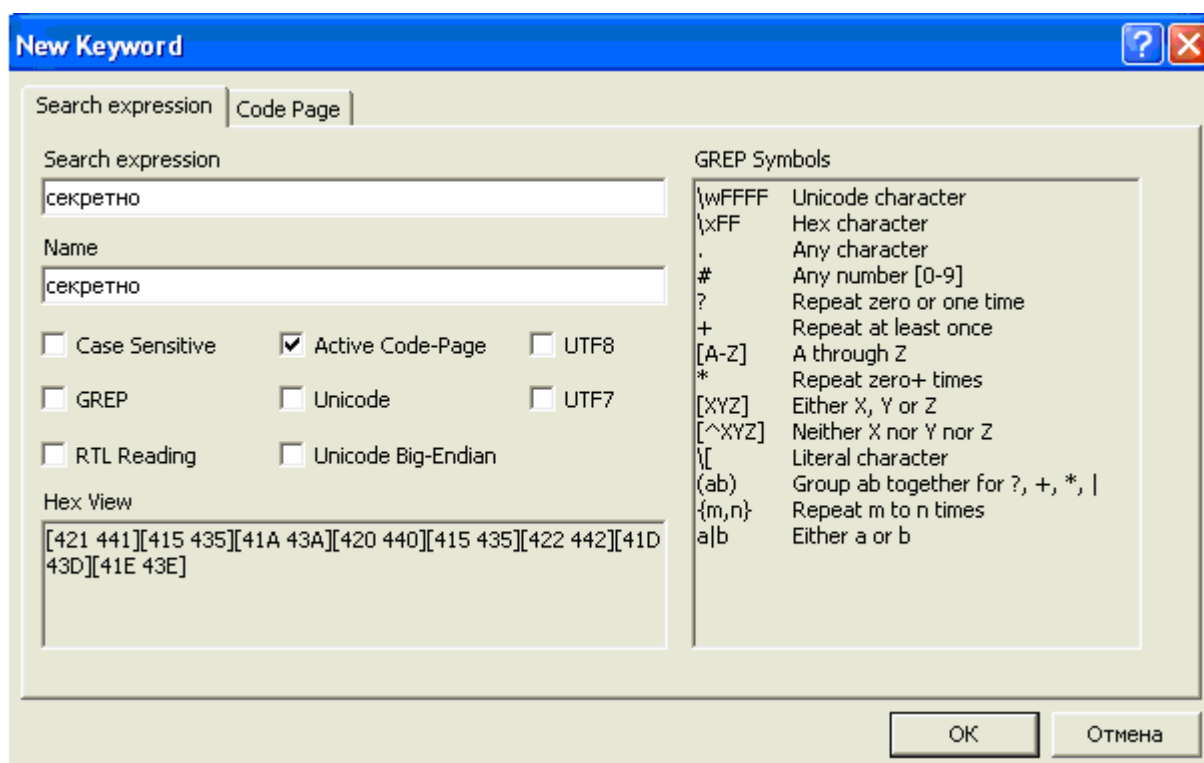 New Keyword
Search expression
Code Page
Search expression
секретно
Name
секретно
Case Sensitive
Active Code-Page
UTF8
GREP
Unicode
UTF7
RTL Reading
Unicode Big-Endian
Hex View
[421 441][415 435][41A 43A][420 440][415 435][422 442][41D
43D][41E 43E]
GREP Symbols
\wFFFF Unicode character
\xFF Hex character
. Any character
# Any number [0-9]
? Repeat zero or one time
+ Repeat at least once
[A-Z] A through Z
* Repeat zero+ times
[XYZ] Either X, Y or Z
[^XYZ] Neither X nor Y nor Z
\[ Literal character
(ab) Group ab together for ?, +, *, |
{m,n} Repeat m to n times
a|b Either a or b
ОК
Отмена